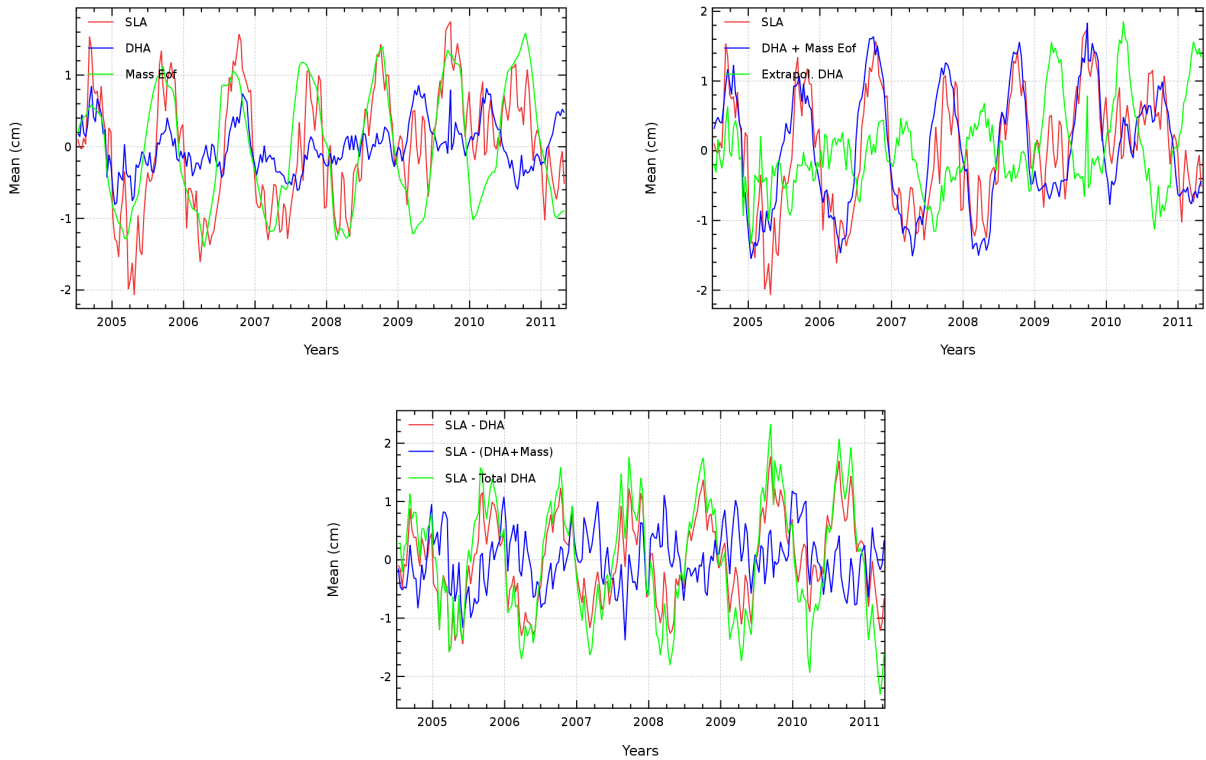 SLA
DHA
Mass Eof
1
0
-1
-2
Mean (cm)
2005 2006 2007 2008 2009 2010 2011
Years
SLA
DHA + Mass Eof
Extrapol. DHA
2
1
0
-1
-2
Mean (cm)
2005 2006 2007 2008 2009 2010 2011
Years
SLA - DHA
SLA - (DHA+Mass)
SLA - Total DHA
2
1
0
-1
-2
Mean (cm)
2005 2006 2007 2008 2009 2010 2011
Years